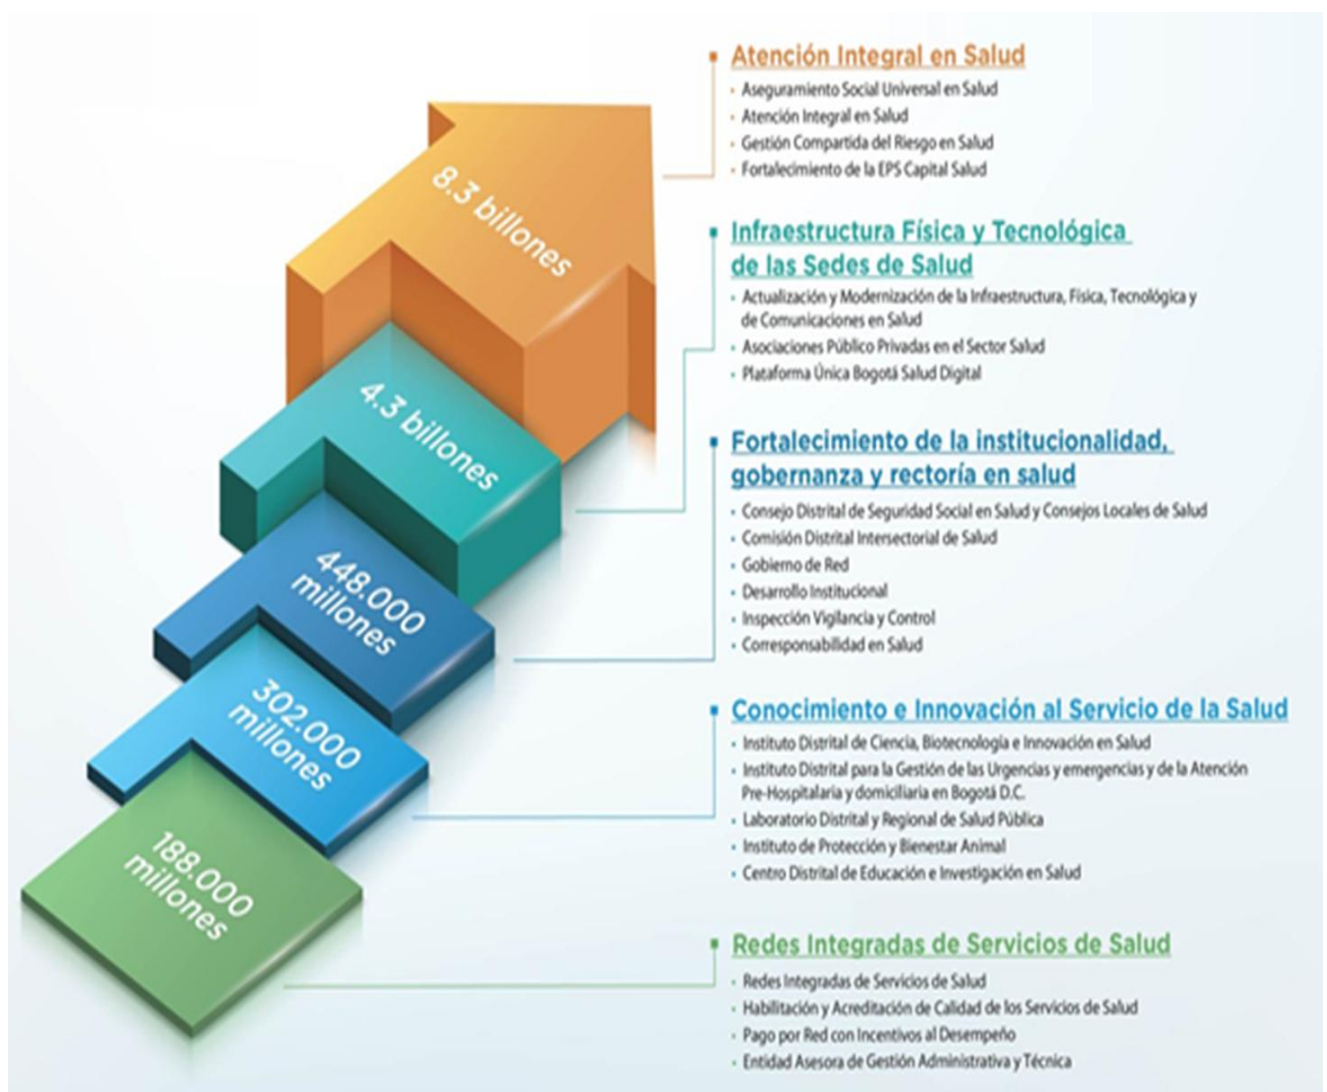 8.3 billones
Atención Integral en Salud
Aseguramiento Social Universal en Salud
Atención Integral en Salud
Gestión Compartida del Riesgo en Salud
Fortalecimiento de la EPS Capital Salud
4.3 billones
Infraestructura Física y Tecnológica
de las Sedes de Salud
Actualización y Modernización de la Infraestructura, Física, Tecnológica y
de Comunicaciones en Salud
Asociaciones Público Privadas en el Sector Salud
Plataforma Única Bogotá Salud Digital
448.000
millones
Fortalecimiento de la institucionalidad,
gobernanza y rectoría en salud
Consejo Distrital de Seguridad Social en Salud y Consejos Locales de Salud
Comisión Distrital Intersectorial de Salud
Gobierno de Red
Desarrollo Institucional
Inspección Vigilancia y Control
Corresponsabilidad en Salud
302.000
millones
Conocimiento e Innovación al Servicio de la Salud
Instituto Distrital de Ciencia, Biotecnología e Innovación en Salud
Instituto Distrital para la Gestión de las Urgencias y emergencias y de la Atención
Pre-Hospitalaria y domiciliaria en Bogotá D.C.
Laboratorio Distrital y Regional de Salud Pública
Instituto de Protección y Bienestar Animal
Centro Distrital de Educación e Investigación en Salud
188.000
millones
Redes Integradas de Servicios de Salud
Redes Integradas de Servicios de Salud
Habilitación y Acreditación de Calidad de los Servicios de Salud
Pago por Red con Incentivos al Desempeño
Entidad Asesora de Gestión Administrativa y Técnica